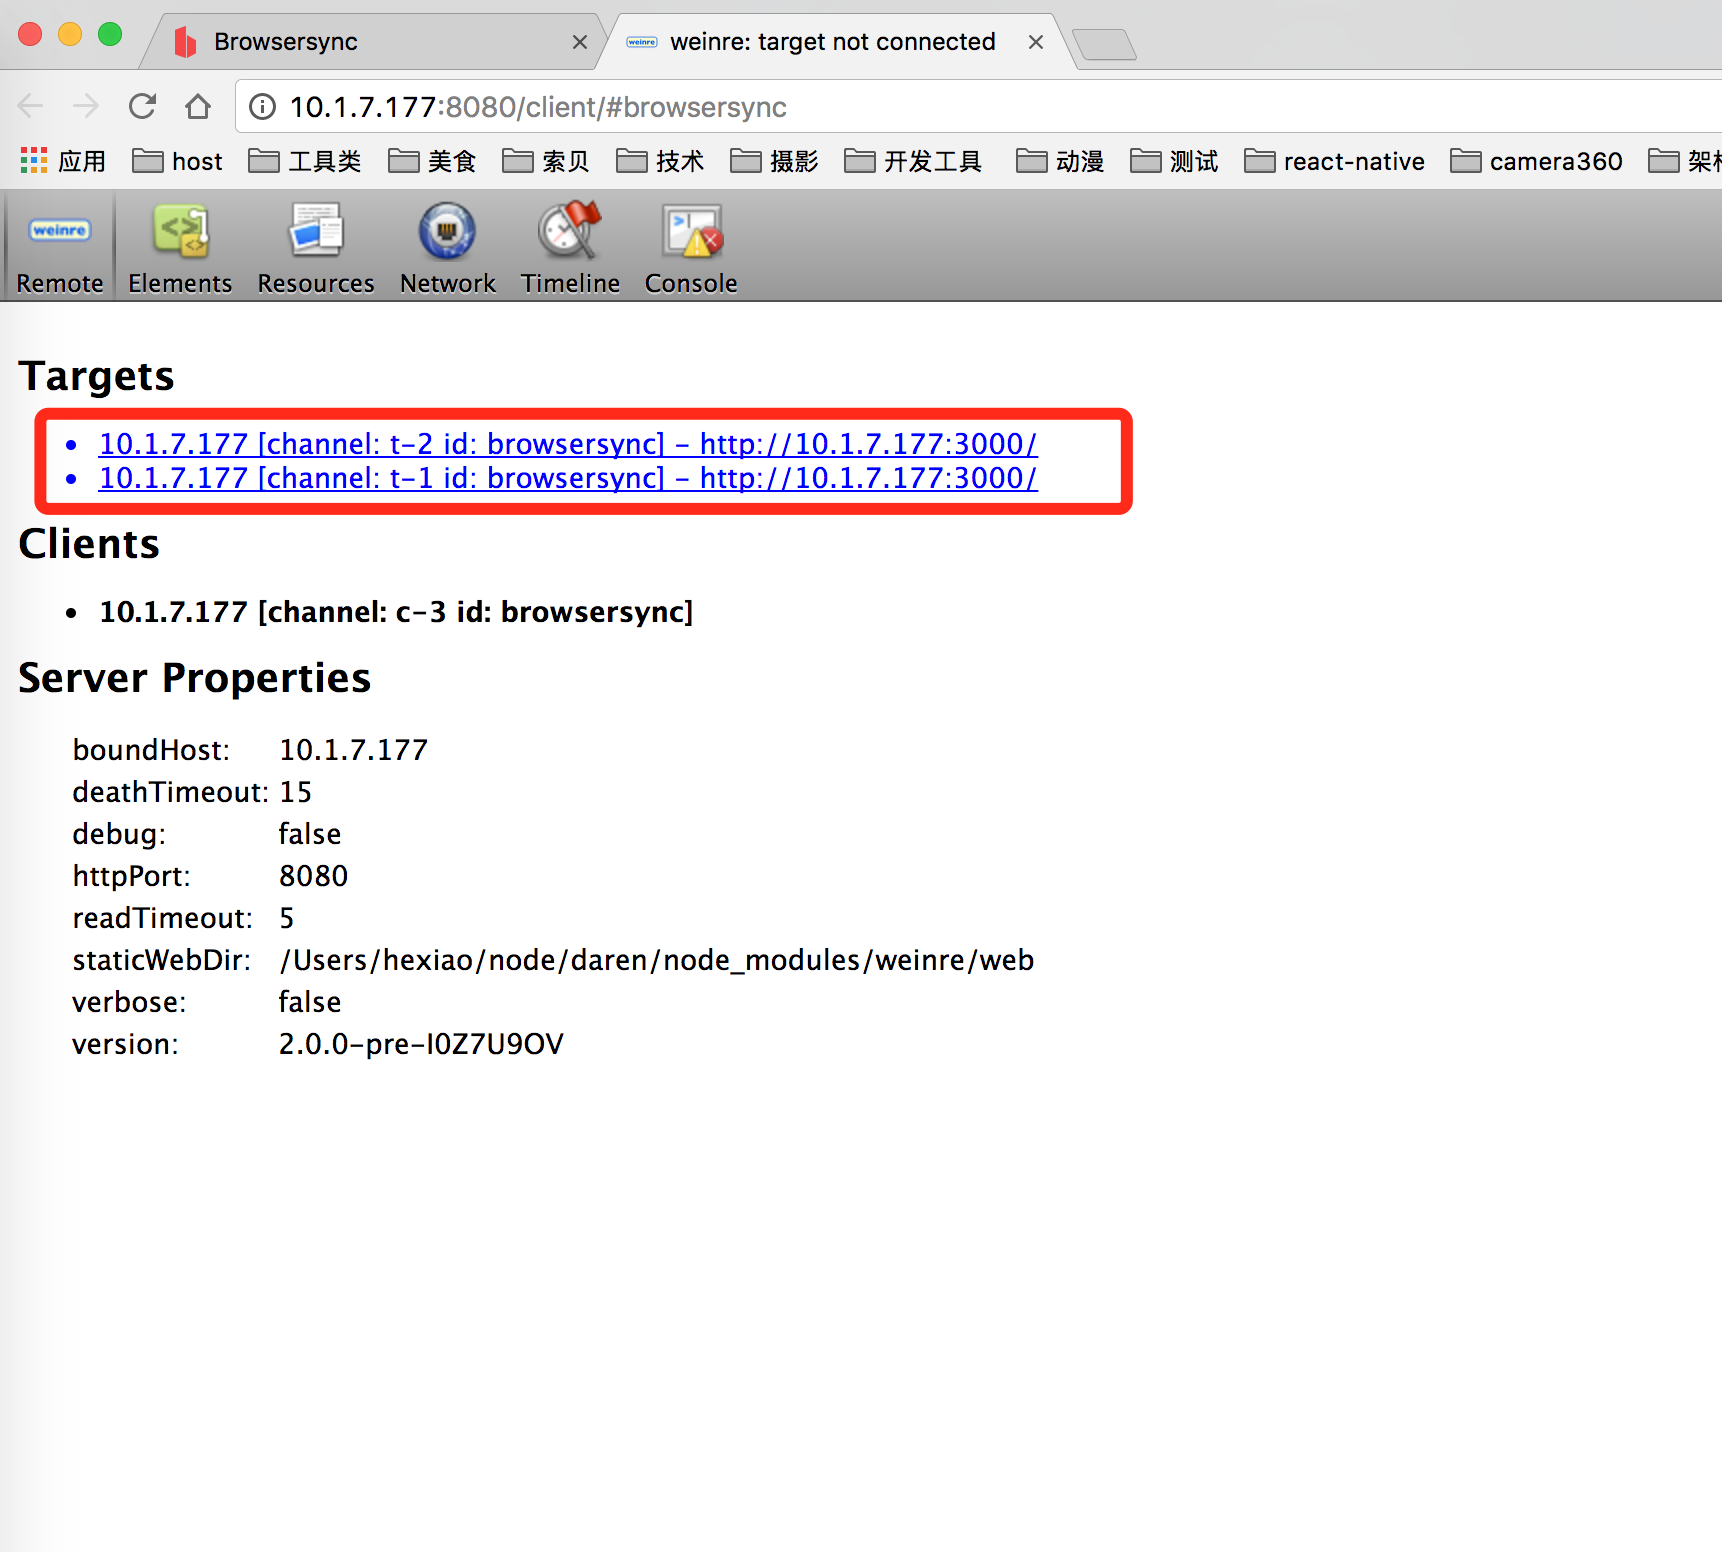 Browsersync
weinre weinre: target not connected
10.1.7.177:8080/client/#browsersync
应用 host 工具类 美食 索贝 技术 摄影 开发工具 动漫 测试 react-native camera360
weinre
Remote Elements Resources Network Timeline Console
Targets
• 10.1.7.177 [channel: t-2 id: browsersync] - http://10.1.7.177:3000/
• 10.1.7.177 [channel: t-1 id: browsersync] - http://10.1.7.177:3000/
Clients
• 10.1.7.177 [channel: c-3 id: browsersync]
Server Properties
boundHost: 10.1.7.177
deathTimeout: 15
debug: false
httpPort: 8080
readTimeout: 5
staticWebDir: /Users/hexiao/node/daren/node_modules/weinre/web
verbose: false
version: 2.0.0-pre-I0Z7U9OV